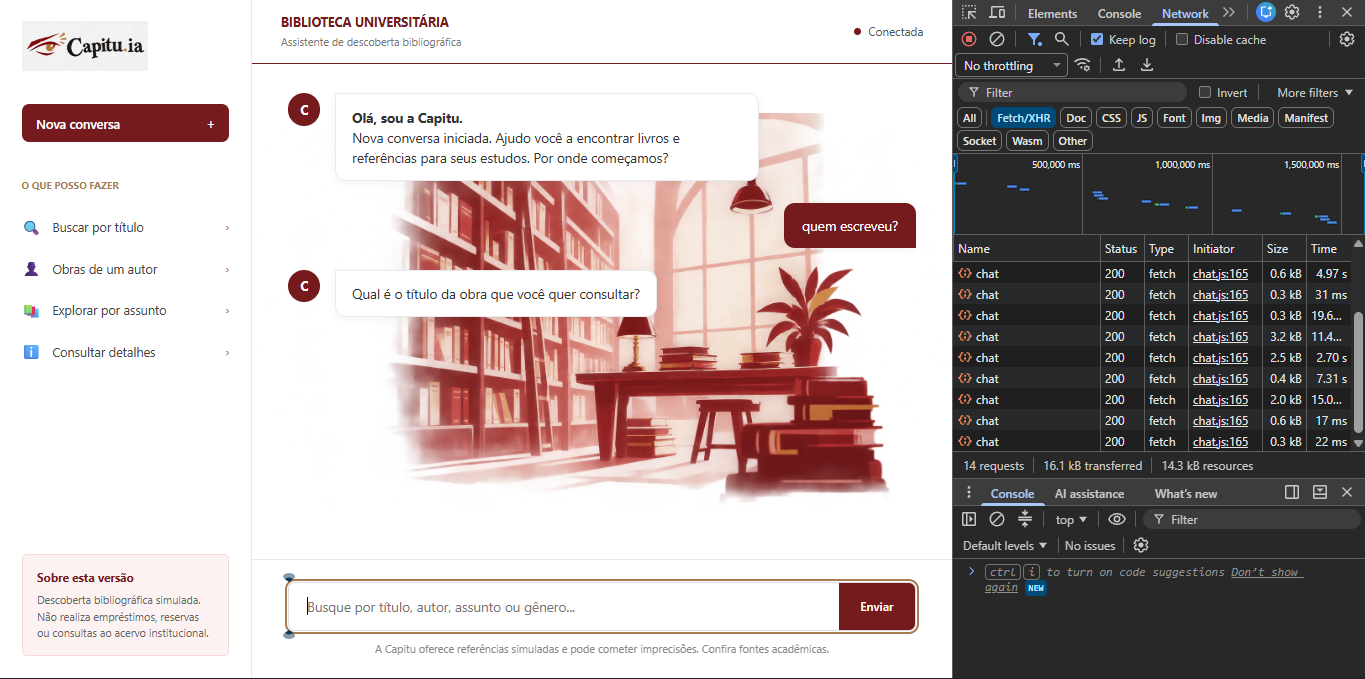 Capitu.ia
Nova conversa +
O QUE POSSO FAZER
Buscar por título ›
Obras de um autor ›
Explorar por assunto ›
Consultar detalhes ›
Sobre esta versão
Descoberta bibliográfica simulada.
Não realiza empréstimos, reservas
ou consultas ao acervo institucional.
BIBLIOTECA UNIVERSITÁRIA
Assistente de descoberta bibliográfica
Conectada
C
Olá, sou a Capitu.
Nova conversa iniciada. Ajudo você a encontrar livros e
referências para seus estudos. Por onde começamos?
quem escreveu?
C
Qual é o título da obra que você quer consultar?
Busque por título, autor, assunto ou gênero...
Enviar
A Capitu oferece referências simuladas e pode cometer imprecisões. Confira fontes acadêmicas.
Elements Console Network
Keep log Disable cache
No throttling
Filter Invert More filters
All Fetch/XHR Doc CSS JS Font Img Media Manifest
Socket Wasm Other
500,000 ms 1,000,000 ms 1,500,000 ms
Name Status Type Initiator Size Time
chat 200 fetch chat.js:165 0.6 kB 4.97 s
chat 200 fetch chat.js:165 0.3 kB 31 ms
chat 200 fetch chat.js:165 0.3 kB 19.6...
chat 200 fetch chat.js:165 3.2 kB 11.4...
chat 200 fetch chat.js:165 2.5 kB 2.70 s
chat 200 fetch chat.js:165 0.4 kB 7.31 s
chat 200 fetch chat.js:165 2.0 kB 15.0...
chat 200 fetch chat.js:165 0.6 kB 17 ms
chat 200 fetch chat.js:165 0.3 kB 22 ms
14 requests 16.1 kB transferred 14.3 kB resources
Console AI assistance What's new
top Filter
Default levels No issues
ctrl i to turn on code suggestions Don't show
again NEW